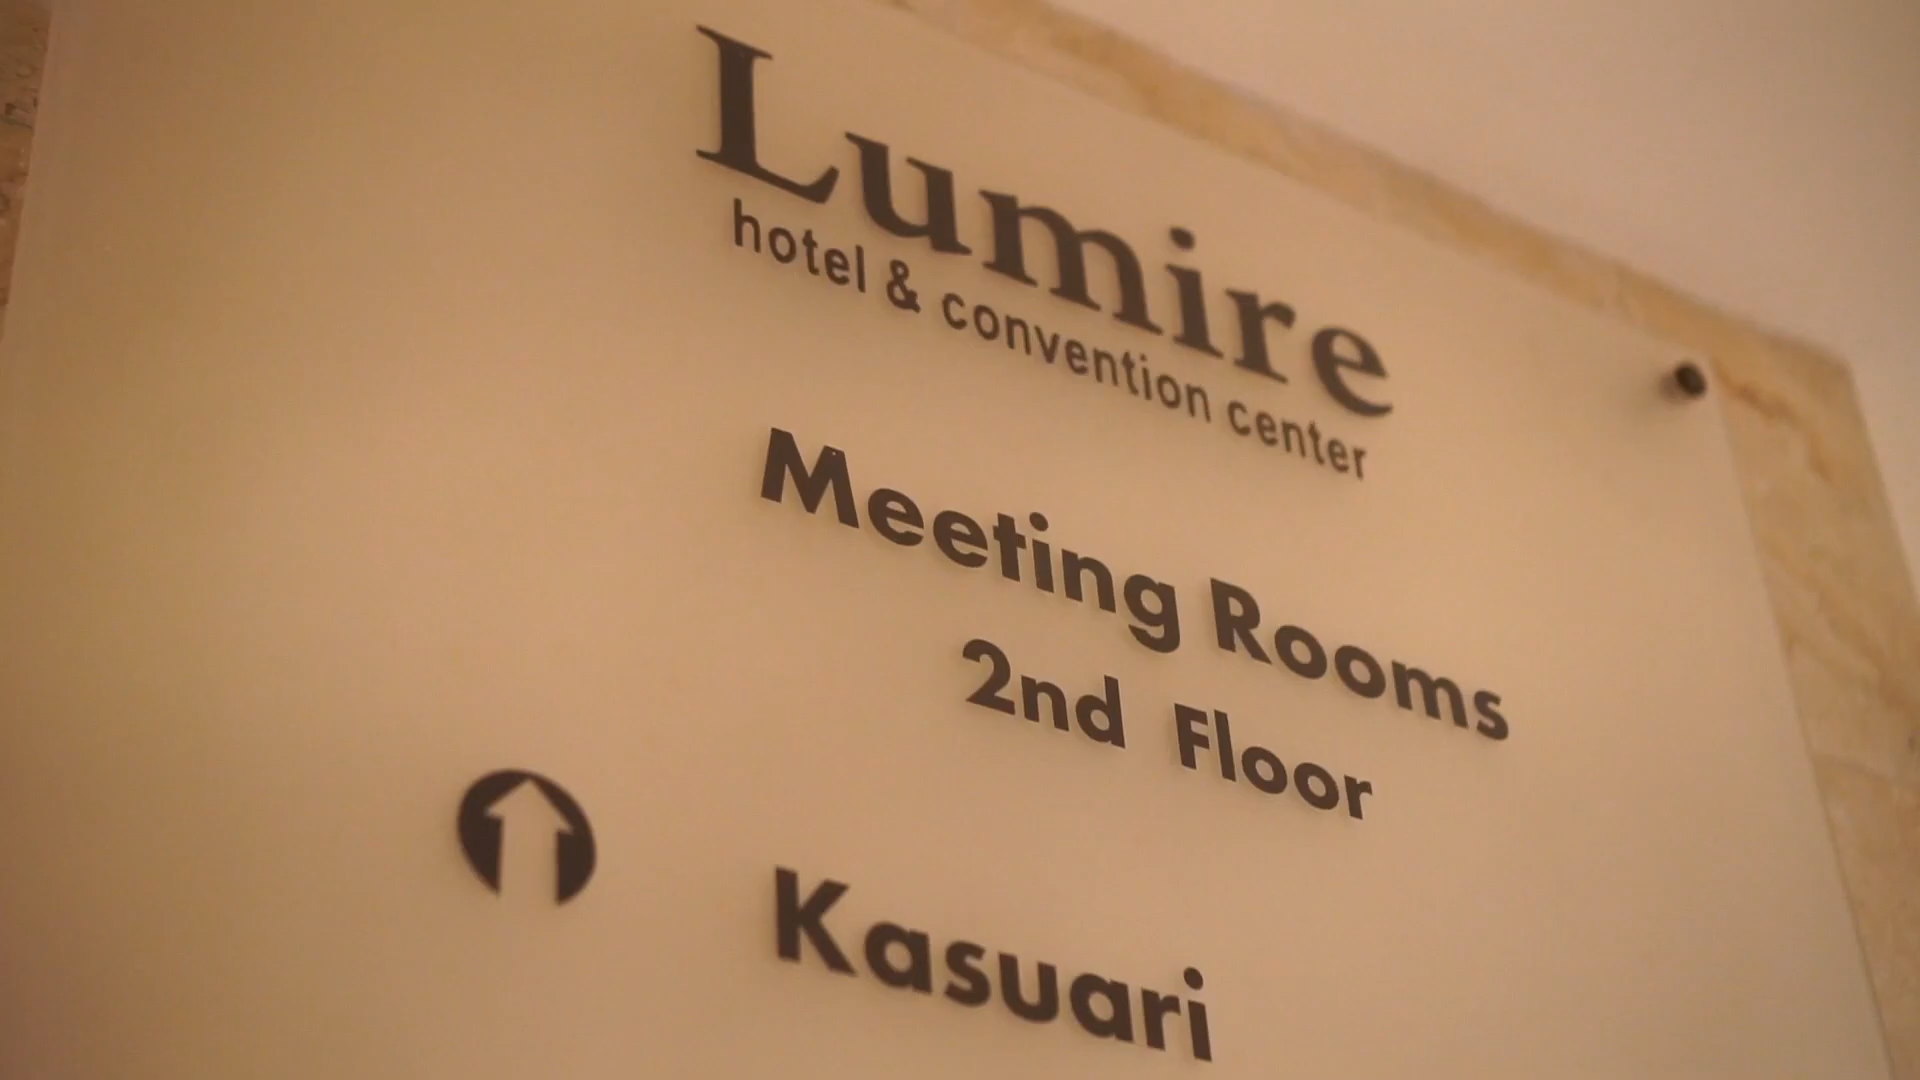 Lumire
hotel & convention center
Meeting Rooms
2nd Floor
Kasuari